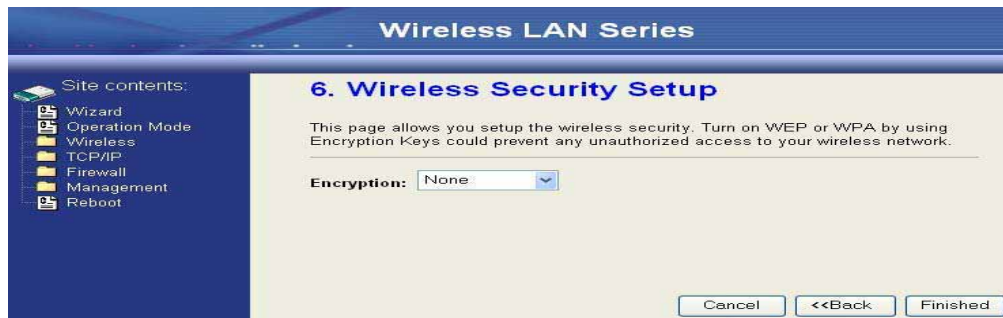 Wireless LAN Series
Site contents:
Wizard
Operation Mode
Wireless
TCP/IP
Firewall
Management
Reboot
6. Wireless Security Setup
This page allows you setup the wireless security. Turn on WEP or WPA by using
Encryption Keys could prevent any unauthorized access to your wireless network.
Encryption: None
Cancel <<Back Finished